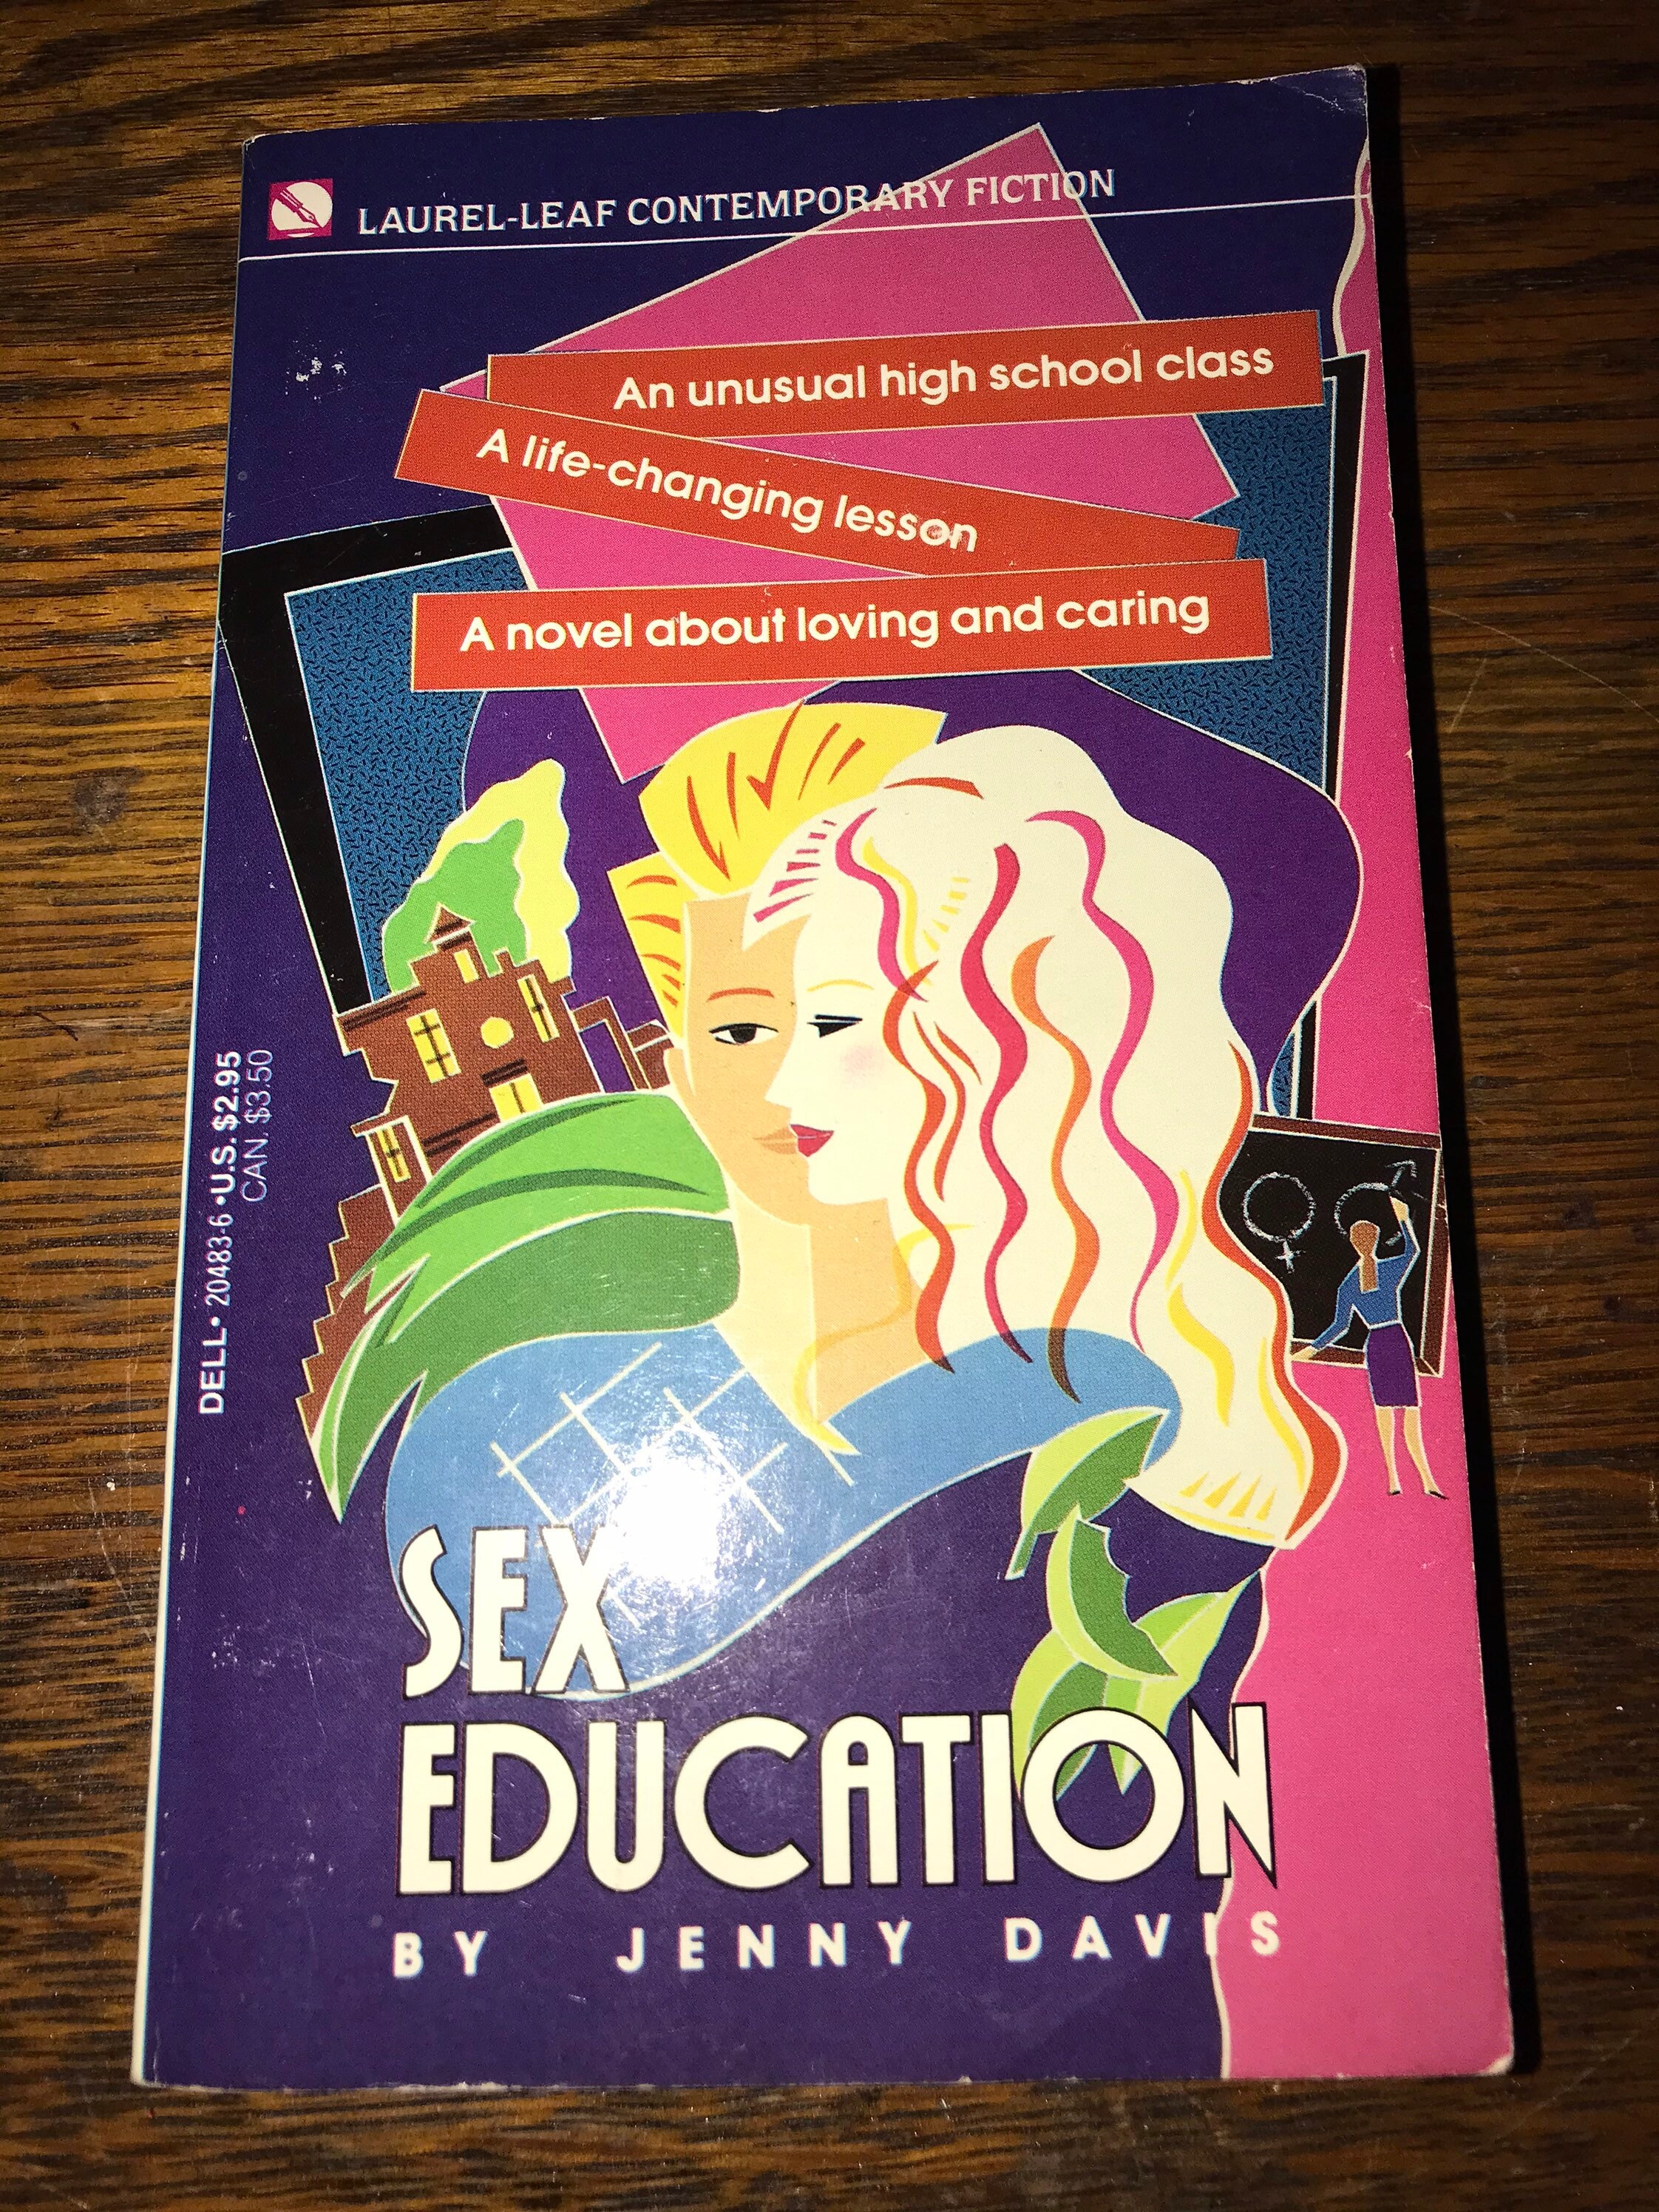 LAUREL-LEAF CONTEMPORARY FICTION
An unusual high school class
A life-changing lesson
A novel about loving and caring
DELL • 20483-6 • U.S. $2.95
CAN. $3.50
SEX
EDUCATION
BY JENNY DAVIS